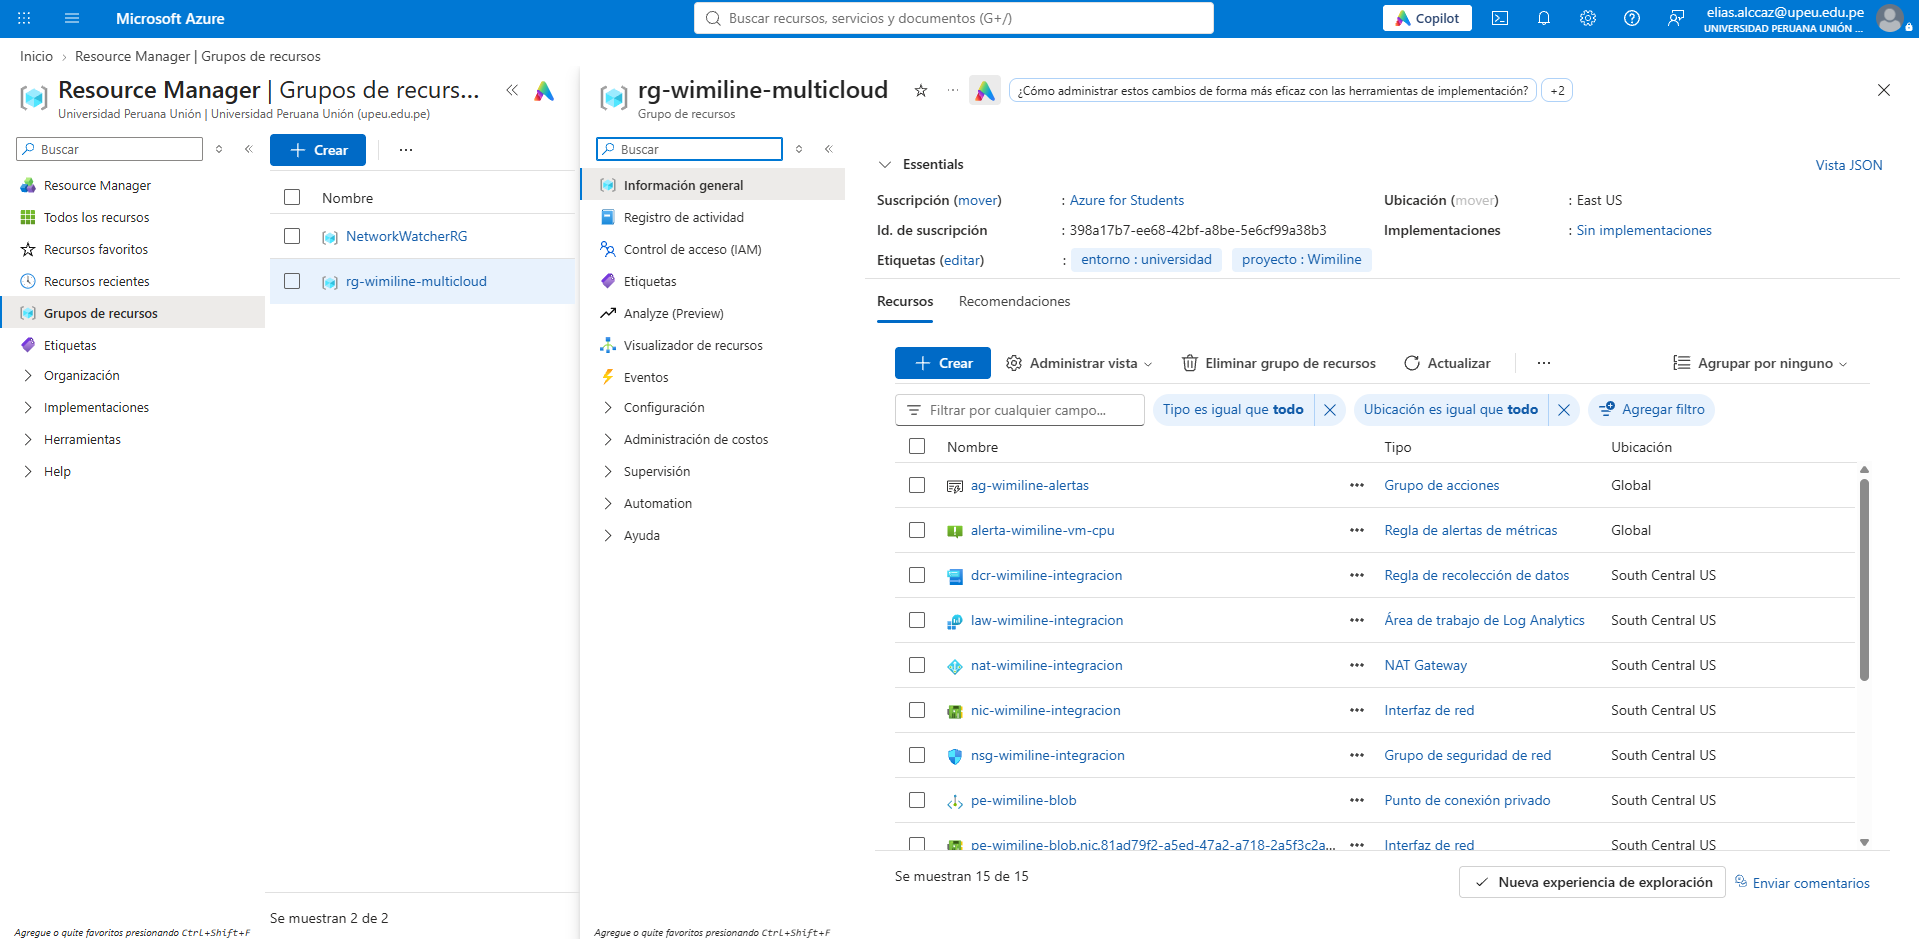 Microsoft Azure
Buscar recursos, servicios y documentos (G+/)
Copilot
elias.alccaz@upeu.edu.pe
UNIVERSIDAD PERUANA UNIÓN ...
Inicio > Resource Manager | Grupos de recursos
Resource Manager | Grupos de recurs...
Universidad Peruana Unión | Universidad Peruana Unión (upeu.edu.pe)
Buscar
Resource Manager
Todos los recursos
Recursos favoritos
Recursos recientes
Grupos de recursos
Etiquetas
Organización
Implementaciones
Herramientas
Help
Agregue o quite favoritos presionando Ctrl+Shift+F
Crear
Nombre
NetworkWatcherRG
rg-wimiline-multicloud
Se muestran 2 de 2
rg-wimiline-multicloud
Grupo de recursos
¿Cómo administrar estos cambios de forma más eficaz con las herramientas de implementación?
+2
Buscar
Información general
Registro de actividad
Control de acceso (IAM)
Etiquetas
Analyze (Preview)
Visualizador de recursos
Eventos
Configuración
Administración de costos
Supervisión
Automation
Ayuda
Agregue o quite favoritos presionando Ctrl+Shift+F
Essentials
Vista JSON
Suscripción (mover) : Azure for Students
Ubicación (mover) : East US
Id. de suscripción : 398a17b7-ee68-42bf-a8be-5e6cf99a38b3
Implementaciones : Sin implementaciones
Etiquetas (editar) : entorno : universidad proyecto : Wimiline
Recursos Recomendaciones
Crear Administrar vista Eliminar grupo de recursos Actualizar Agrupar por ninguno
Filtrar por cualquier campo... Tipo es igual que todo Ubicación es igual que todo Agregar filtro
Nombre Tipo Ubicación
ag-wimiline-alertas Grupo de acciones Global
alerta-wimiline-vm-cpu Regla de alertas de métricas Global
dcr-wimiline-integracion Regla de recolección de datos South Central US
law-wimiline-integracion Área de trabajo de Log Analytics South Central US
nat-wimiline-integracion NAT Gateway South Central US
nic-wimiline-integracion Interfaz de red South Central US
nsg-wimiline-integracion Grupo de seguridad de red South Central US
pe-wimiline-blob Punto de conexión privado South Central US
pe-wimiline-blob.nic.81ad79f2-a5ed-47a2-a718-2a5f3c2a... Interfaz de red South Central US
Se muestran 15 de 15
Nueva experiencia de exploración
Enviar comentarios